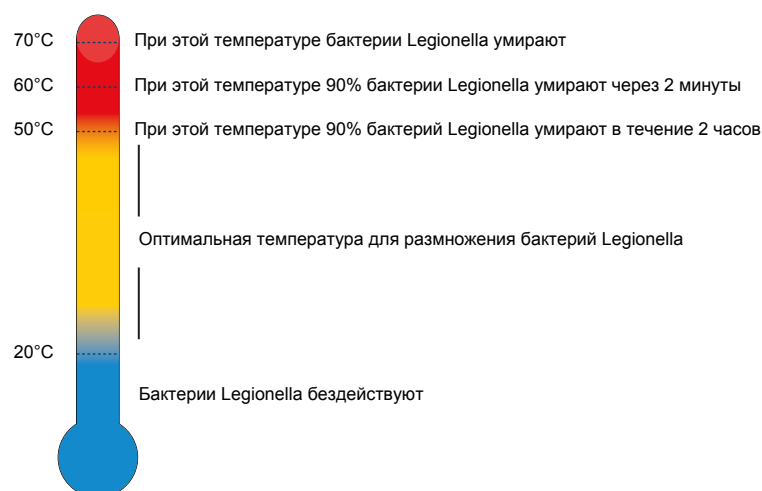 70°C При этой температуре бактерии Legionella умирают
60°C При этой температуре 90% бактерии Legionella умирают через 2 минуты
50°C При этой температуре 90% бактерий Legionella умирают в течение 2 часов
Оптимальная температура для размножения бактерий Legionella
20°C
Бактерии Legionella бездействуют